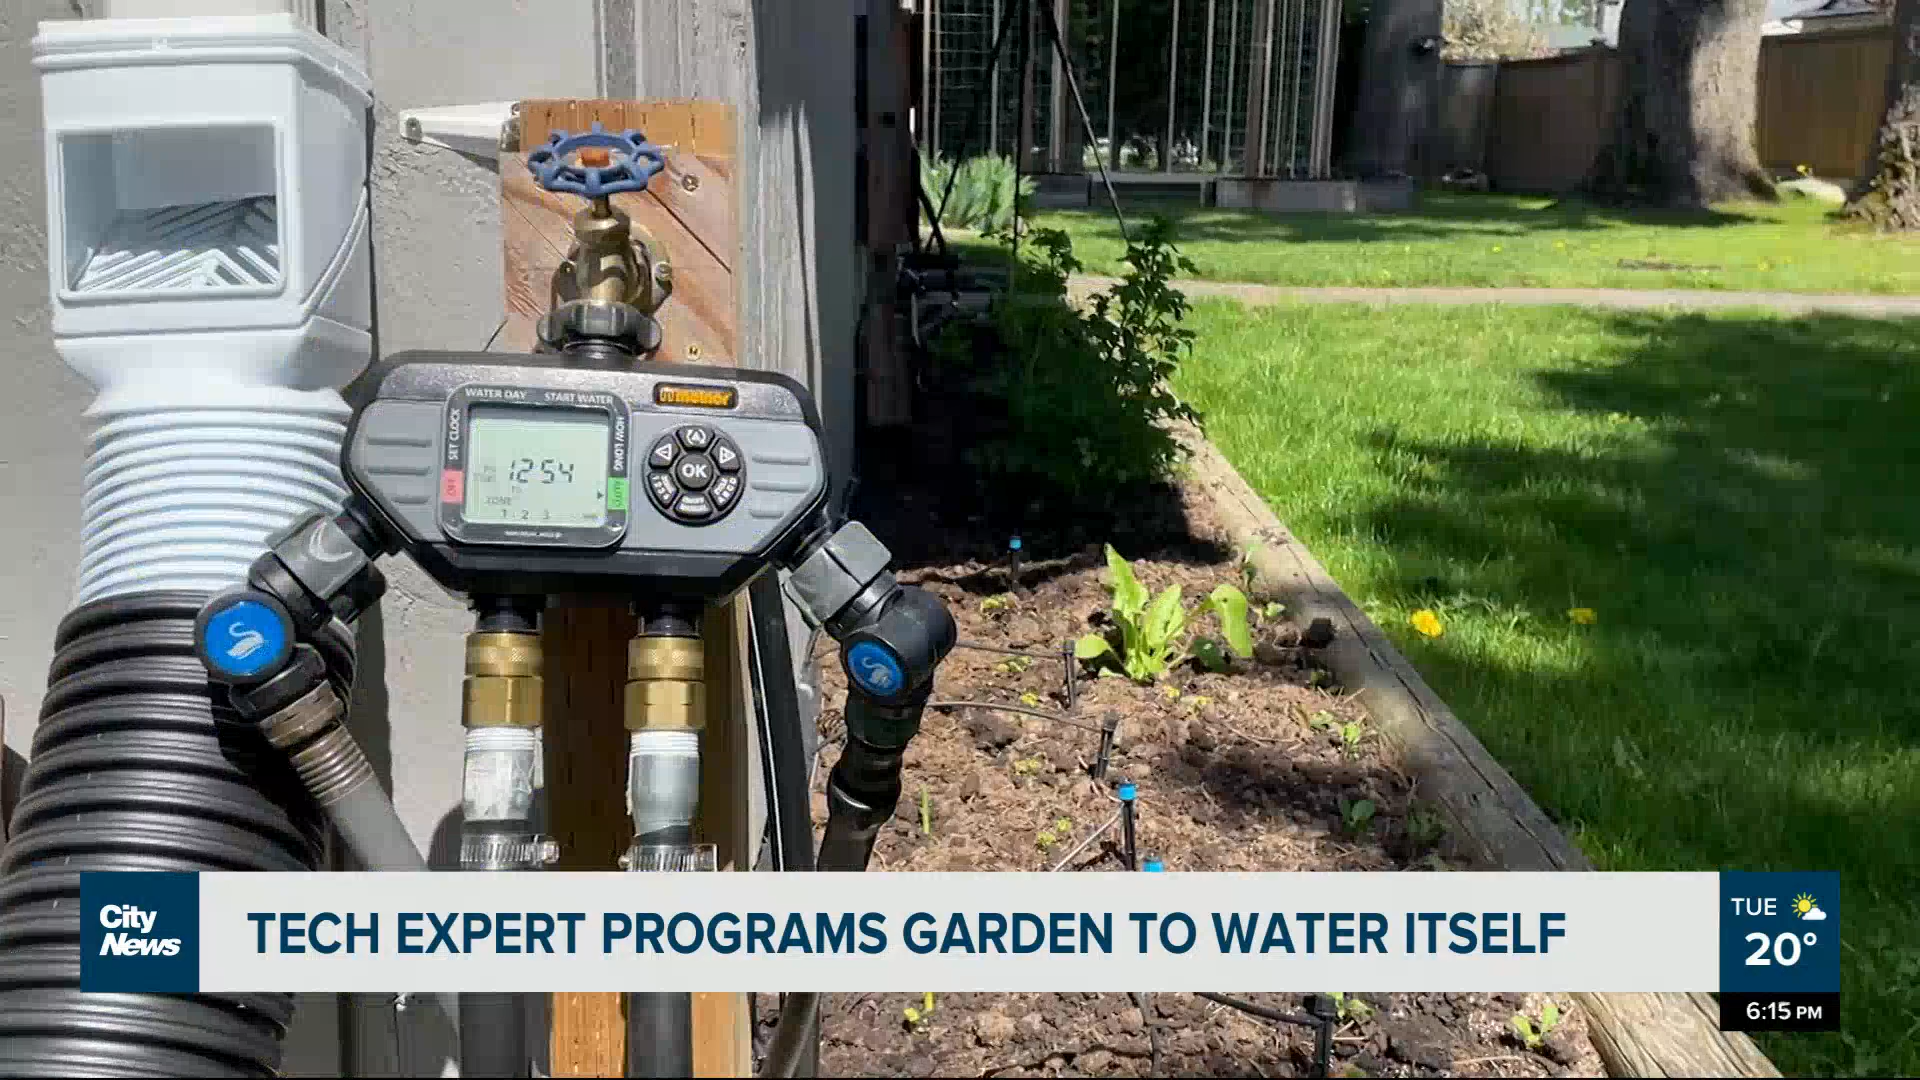 WATER DAY START WATER
melnor
SET CLOCK
HOW LONG
OFF
AUTO
12 54
ZONE
1 2 3
OK
City
News
TECH EXPERT PROGRAMS GARDEN TO WATER ITSELF
TUE
20°
6:15 PM